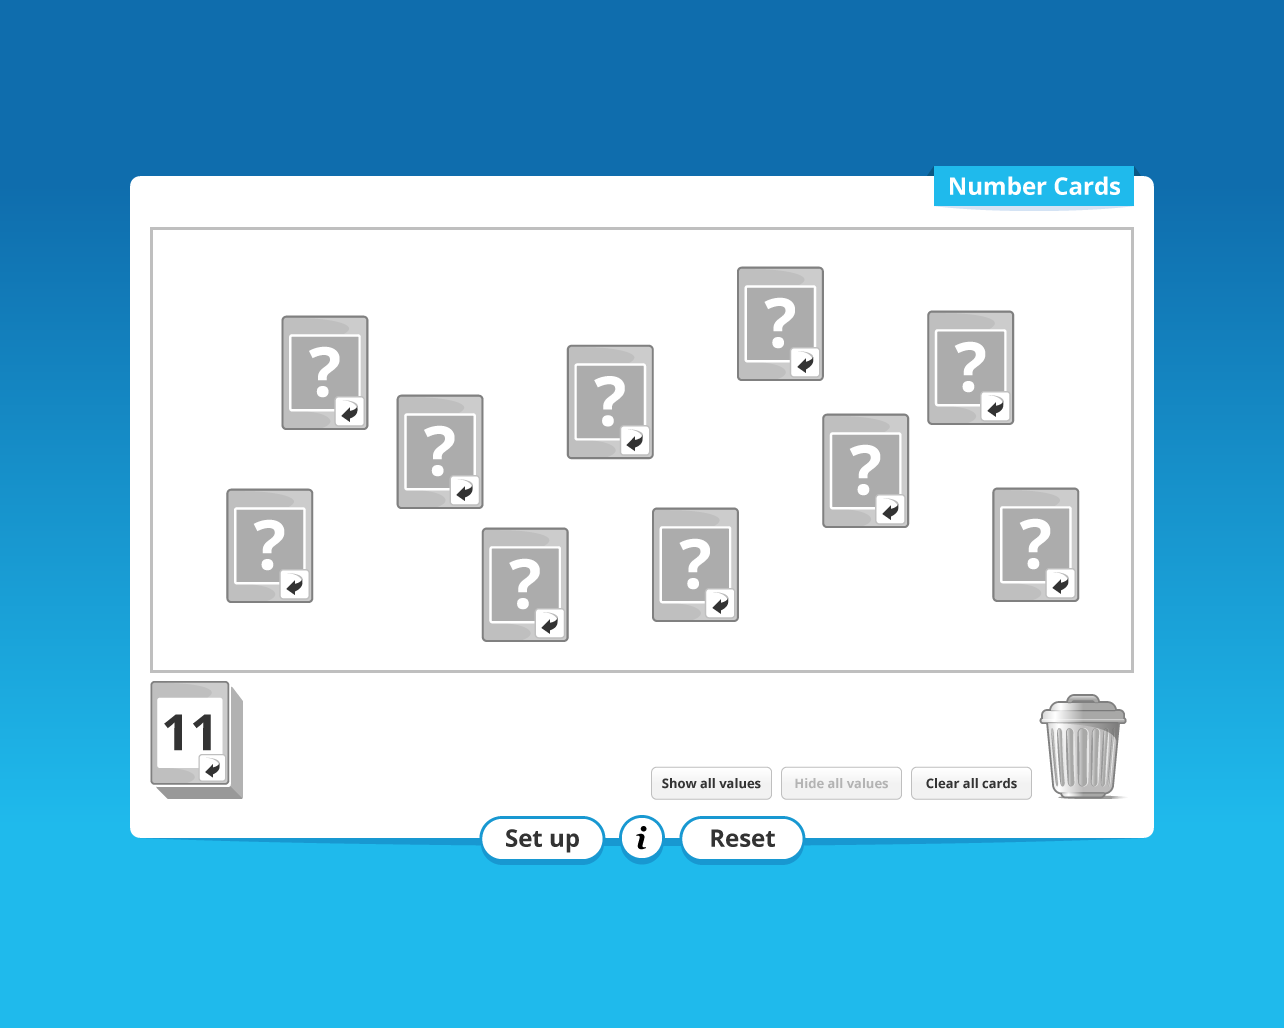 Number Cards
?
?
?
?
?
?
?
?
?
?
11
Show all values
Hide all values
Clear all cards
Set up
i
Reset